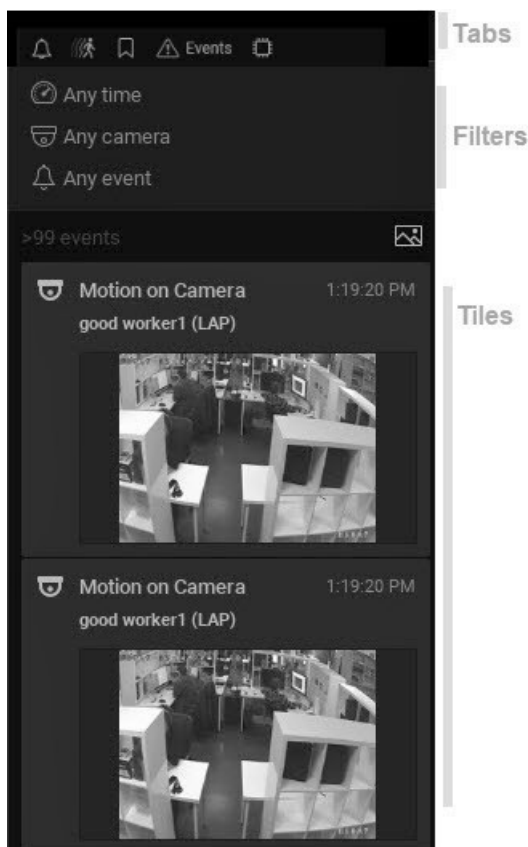 Tabs
Events
Filters
Any time
Any camera
Any event
>99 events
Tiles
Motion on Camera 1:19:20 PM
good worker1 (LAP)
Motion on Camera 1:19:20 PM
good worker1 (LAP)